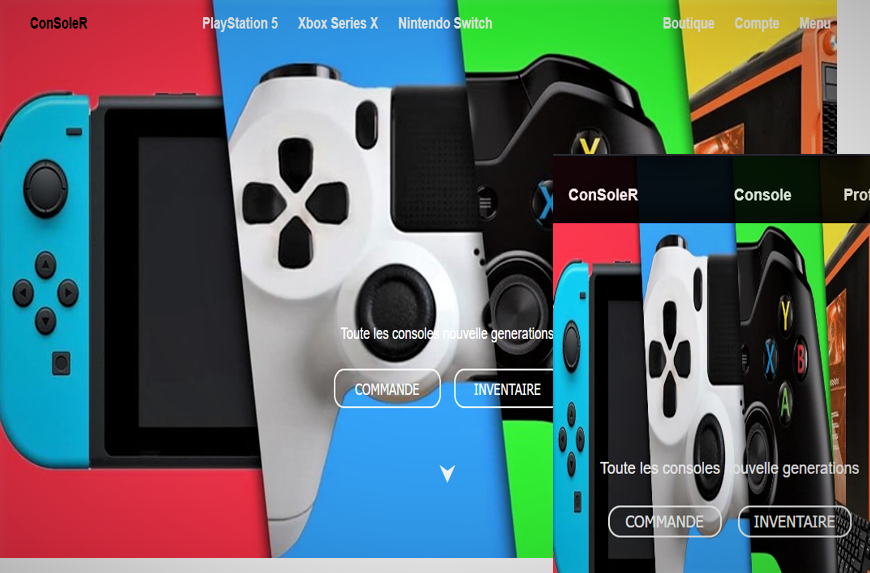 ConSoleR PlayStation 5 Xbox Series X Nintendo Switch Boutique Compte Menu
Y
X
Toute les consoles nouvelle generations
COMMANDE INVENTAIRE
ConSoleR Console Prof
Y
X B
A
Toute les consoles nouvelle generations
COMMANDE INVENTAIRE